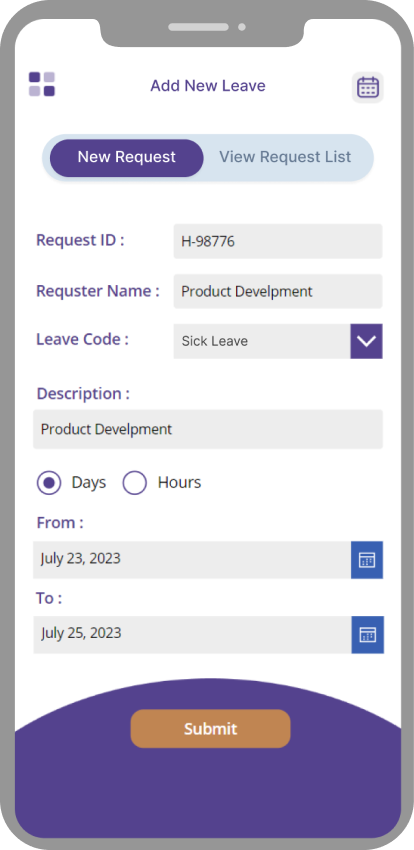 Add New Leave
New Request View Request List
Request ID : H-98776
Requster Name : Product Develpment
Leave Code : Sick Leave
Description :
Product Develpment
Days Hours
From :
July 23, 2023
To :
July 25, 2023
Submit